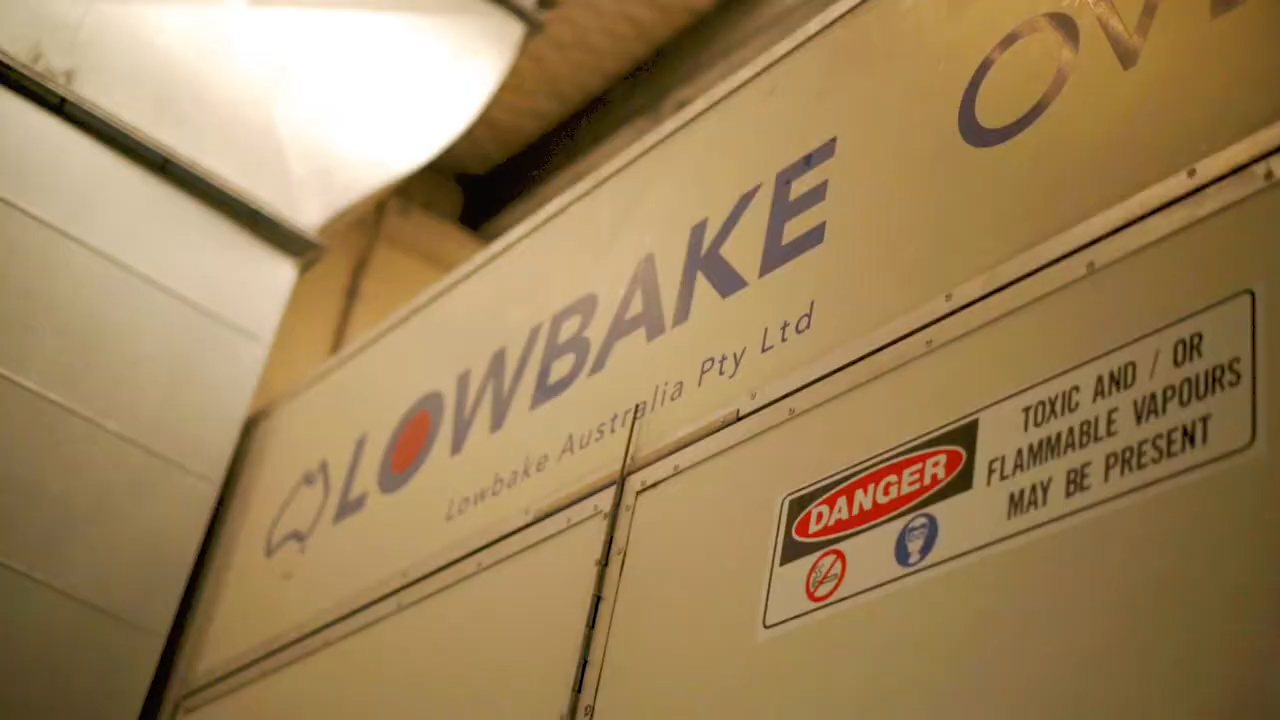 LOWBAKE
Lowbake Australia Pty Ltd
DANGER
TOXIC AND / OR
FLAMMABLE VAPOURS
MAY BE PRESENT